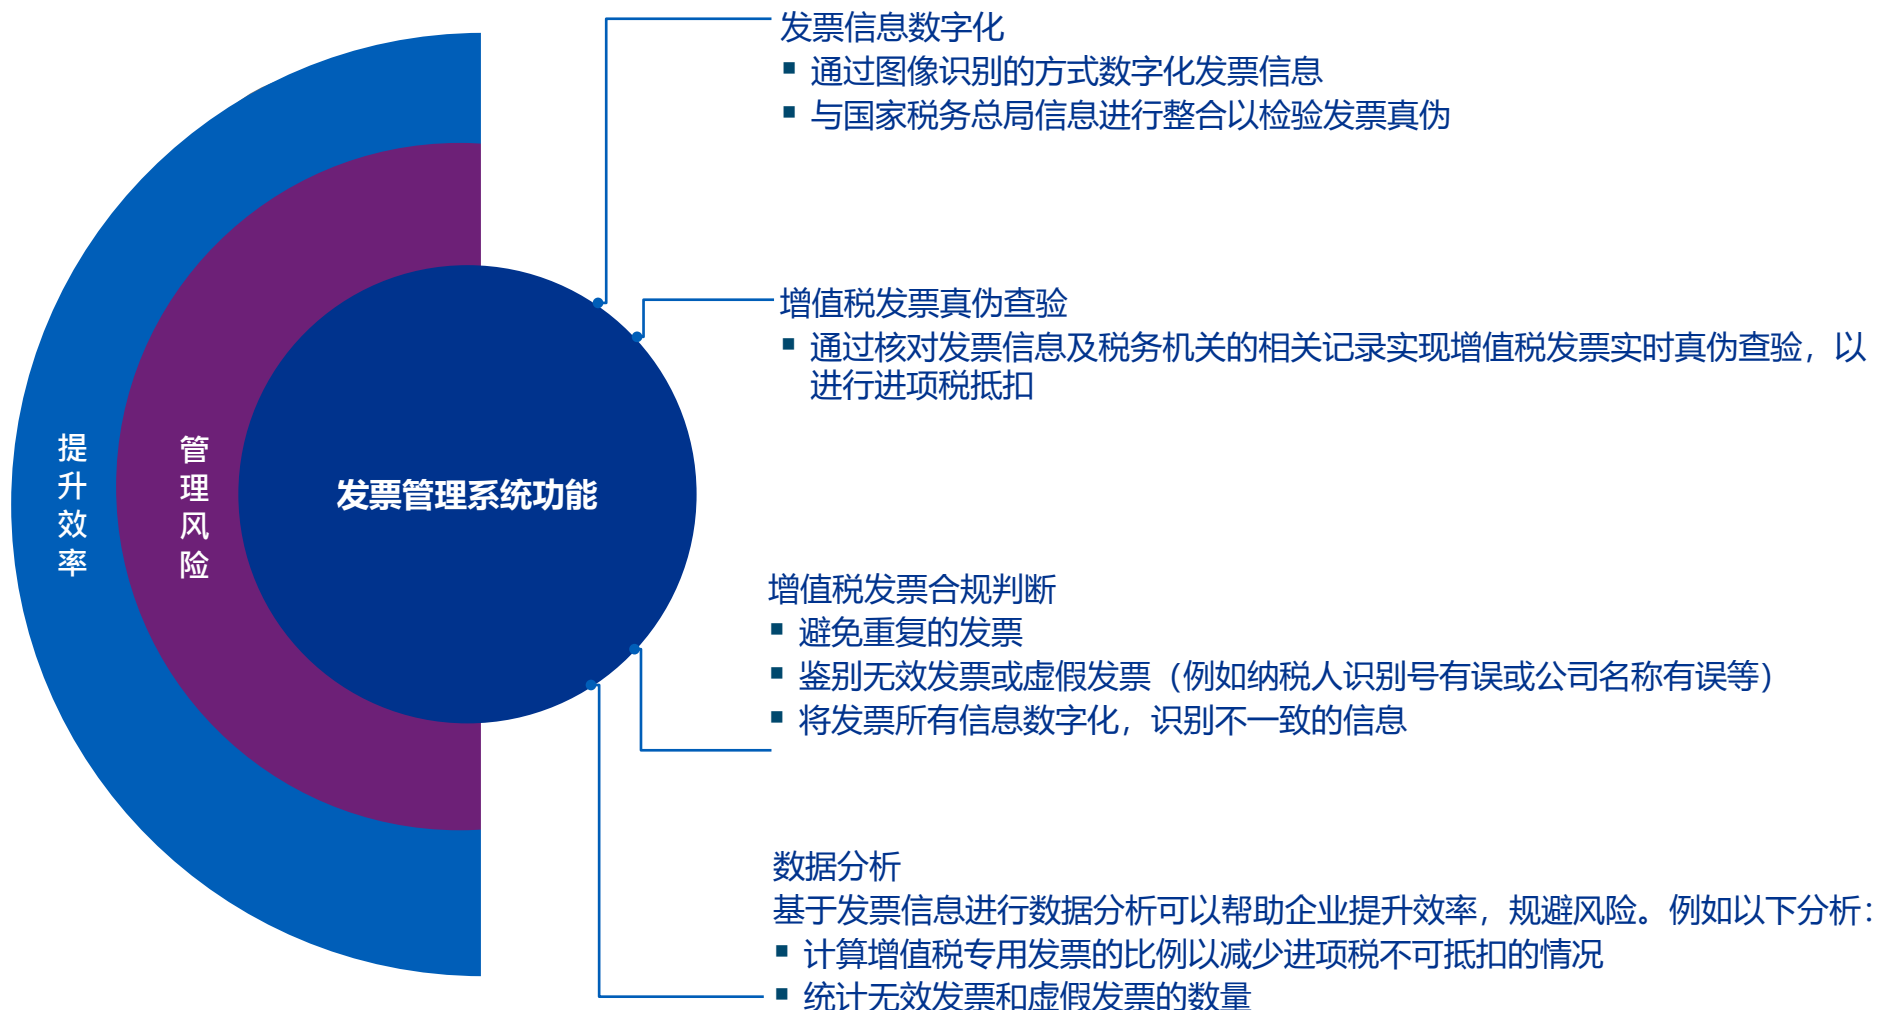 发票信息数字化
▪ 通过图像识别的方式数字化发票信息
▪ 与国家税务总局信息进行整合以检验发票真伪
增值税发票真伪查验
▪ 通过核对发票信息及税务机关的相关记录实现增值税发票实时真伪查验，以
进行进项税抵扣
提升效率
管理风险
发票管理系统功能
增值税发票合规判断
▪ 避免重复的发票
▪ 鉴别无效发票或虚假发票（例如纳税人识别号有误或公司名称有误等）
▪ 将发票所有信息数字化，识别不一致的信息
数据分析
基于发票信息进行数据分析可以帮助企业提升效率，规避风险。例如以下分析：
▪ 计算增值税专用发票的比例以减少进项税不可抵扣的情况
▪ 统计无效发票和虚假发票的数量